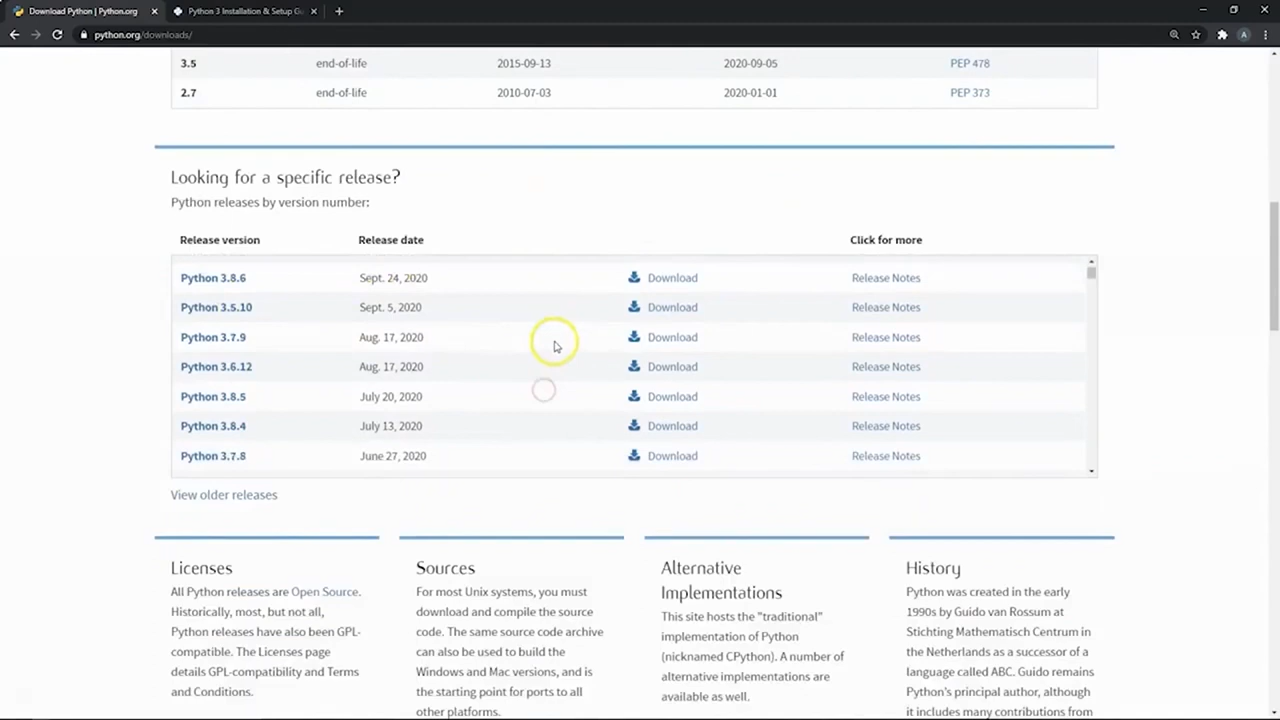 Download Python | Python.org
Python 3 Installation & Setup G
python.org/downloads/
A
3.5 end-of-life 2015-09-13 2020-09-05 PEP 478
2.7 end-of-life 2010-07-03 2020-01-01 PEP 373
Looking for a specific release?
Python releases by version number:
Release version Release date Click for more
Python 3.8.6 Sept. 24, 2020 Download Release Notes
Python 3.5.10 Sept. 5, 2020 Download Release Notes
Python 3.7.9 Aug. 17, 2020 Download Release Notes
Python 3.6.12 Aug. 17, 2020 Download Release Notes
Python 3.8.5 July 20, 2020 Download Release Notes
Python 3.8.4 July 13, 2020 Download Release Notes
Python 3.7.8 June 27, 2020 Download Release Notes
View older releases
Licenses
All Python releases are Open Source.
Historically, most, but not all,
Python releases have also been GPL-
compatible. The Licenses page
details GPL-compatibility and Terms
and Conditions.
Sources
For most Unix systems, you must
download and compile the source
code. The same source code archive
can also be used to build the
Windows and Mac versions, and is
the starting point for ports to all
other platforms.
Alternative
Implementations
This site hosts the "traditional"
implementation of Python
(nicknamed CPython). A number of
alternative implementations are
available as well.
History
Python was created in the early
1990s by Guido van Rossum at
Stichting Mathematisch Centrum in
the Netherlands as a successor of a
language called ABC. Guido remains
Python's principal author, although
it includes many contributions from